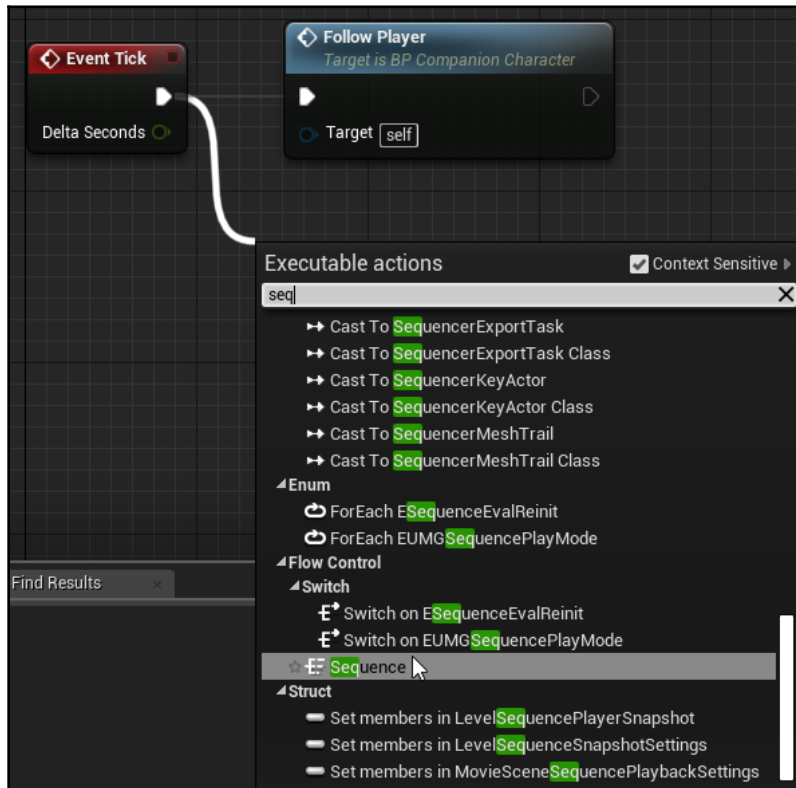 Follow Player
Target is BP Companion Character
Event Tick
Delta Seconds
Target self
Executable actions
Context Sensitive
seq
Cast To SequencerExportTask
Cast To SequencerExportTask Class
Cast To SequencerKeyActor
Cast To SequencerKeyActor Class
Cast To SequencerMeshTrail
Cast To SequencerMeshTrail Class
Enum
ForEach ESequenceEvalReinit
ForEach EUMGSequencePlayMode
Flow Control
Find Results
Switch
Switch on ESequenceEvalReinit
Switch on EUMGSequencePlayMode
Sequence
Struct
Set members in LevelSequencePlayerSnapshot
Set members in LevelSequenceSnapshotSettings
Set members in MovieSceneSequencePlaybackSettings